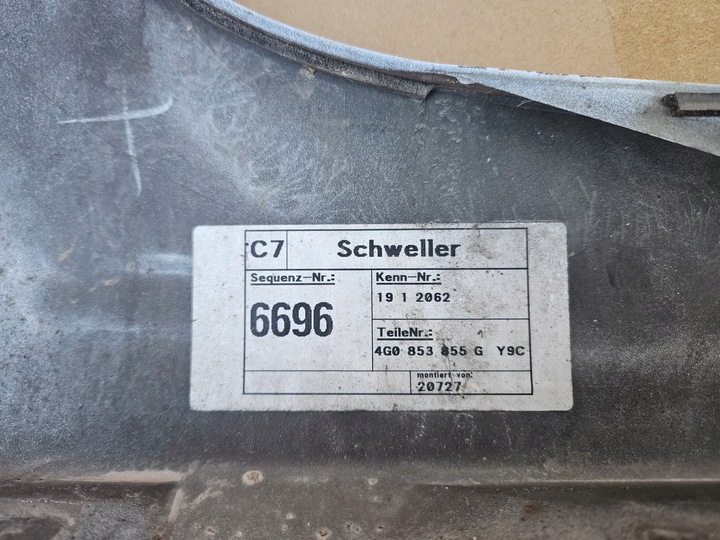 C7 Schweller
Sequenz-Nr.: Kenn-Nr.:
19 1 2062
6696
TeileNr.:
4G0 853 855 G Y9C
montiert von:
20727